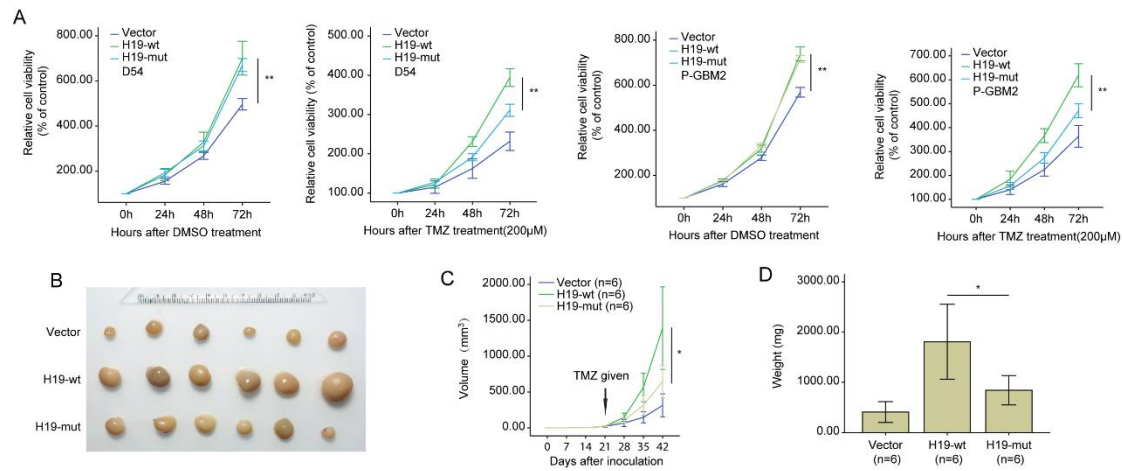 A
Relative cell viability
(% of control)
800.00
600.00
400.00
200.00
Vector
H19-wt
H19-mut
D54
**
0h 24h 48h 72h
Hours after DMSO treatment
Relative cell viability (% of control)
500.00
400.00
300.00
200.00
100.00
Vector
H19-wt
H19-mut
D54
**
0h 24h 48h 72h
Hours after TMZ treatment(200μM)
Relative cell viability
(% of control)
800.00
600.00
400.00
200.00
Vector
H19-wt
H19-mut
P-GBM2
**
0h 24h 48h 72h
Hours after DMSO treatment
Relative cell viability
(% of control)
700.00
600.00
500.00
400.00
300.00
200.00
100.00
Vector
H19-wt
H19-mut
P-GBM2
**
0h 24h 48h 72h
Hours after TMZ treatment(200μM)
B
Vector
H19-wt
H19-mut
C
Volume (mm³)
2000.00
1500.00
1000.00
500.00
0.00
Vector (n=6)
H19-wt (n=6)
H19-mut (n=6)
TMZ given
*
0 7 14 21 28 35 42
Days after inoculation
D
Weight (mg)
3000.00
2000.00
1000.00
0.00
*
Vector H19-wt H19-mut
(n=6) (n=6) (n=6)